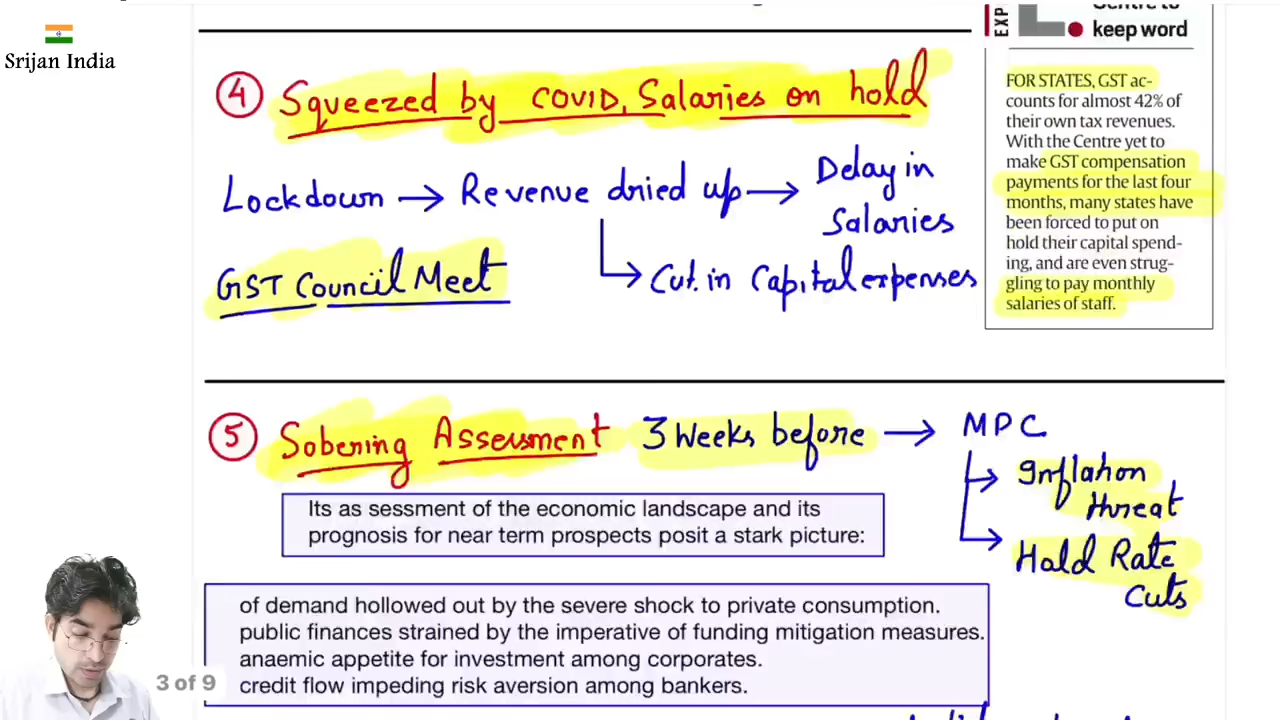 Srijan India
EXP
Centre to
keep word
FOR STATES, GST ac-
counts for almost 42% of
their own tax revenues.
With the Centre yet to
make GST compensation
payments for the last four
months, many states have
been forced to put on
hold their capital spend-
ing, and are even strug-
gling to pay monthly
salaries of staff.
4 Squeezed by COVID, Salaries on hold
Lockdown → Revenue dried up → Delay in
Salaries
→ Cut in Capital expenses
GST Council Meet
5 Sobering Assessment 3 Weeks before → MPC
→ Inflation
threat
→ Hold Rate
Cuts
Its as sessment of the economic landscape and its
prognosis for near term prospects posit a stark picture:
of demand hollowed out by the severe shock to private consumption.
public finances strained by the imperative of funding mitigation measures.
anaemic appetite for investment among corporates.
credit flow impeding risk aversion among bankers.
3 of 9